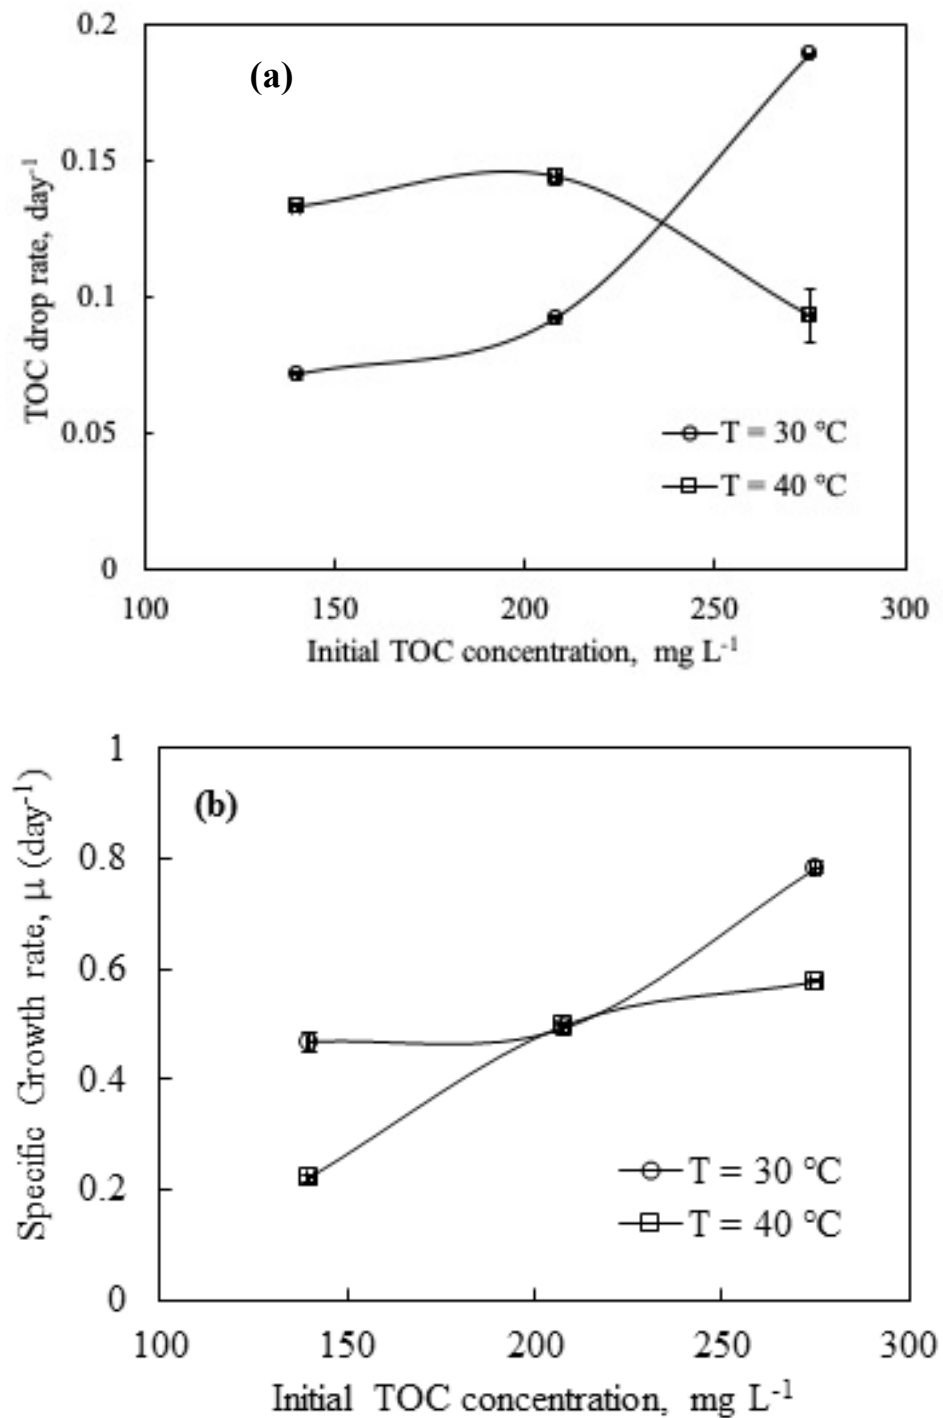 0.2
(a)
0.15
0.1
0.05
0
TOC drop rate, day-1
T = 30 °C
T = 40 °C
100 150 200 250 300
Initial TOC concentration, mg L-1
1
(b)
0.8
0.6
0.4
0.2
0
Specific Growth rate, μ (day-1)
T = 30 °C
T = 40 °C
100 150 200 250 300
Initial TOC concentration, mg L-1